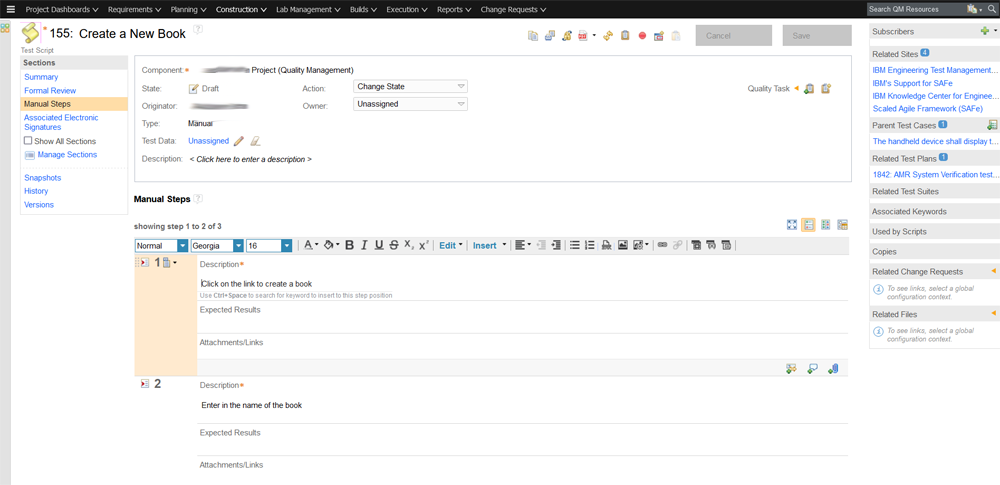 Project Dashboards Requirements Planning Construction Lab Management Builds Execution Reports Change Requests Search QM Resources
155: Create a New Book ?
Test Script
Cancel Save
Sections
Summary
Formal Review
Manual Steps
Associated Electronic
Signatures
Show All Sections
Manage Sections
Snapshots
History
Versions
Component:* Project (Quality Management)
State: Draft Action: Change State
Originator: Owner: Unassigned
Type: Manual
Test Data: Unassigned
Description: < Click here to enter a description >
Quality Task
Manual Steps ?
showing step 1 to 2 of 3
Normal Georgia 16 A B I U S X₂ X² Edit Insert
1 Description*
Click on the link to create a book
Use Ctrl+Space to search for keyword to insert to this step position
Expected Results
Attachments/Links
2 Description*
Enter in the name of the book
Expected Results
Attachments/Links
Subscribers
Related Sites 4
IBM Engineering Test Management...
IBM's Support for SAFe
IBM Knowledge Center for Enginee...
Scaled Agile Framework (SAFe)
Parent Test Cases 1
The handheld device shall display t...
Related Test Plans 1
1842: AMR System Verification test...
Related Test Suites
Associated Keywords
Used by Scripts
Copies
Related Change Requests
To see links, select a global
configuration context.
Related Files
To see links, select a global
configuration context.